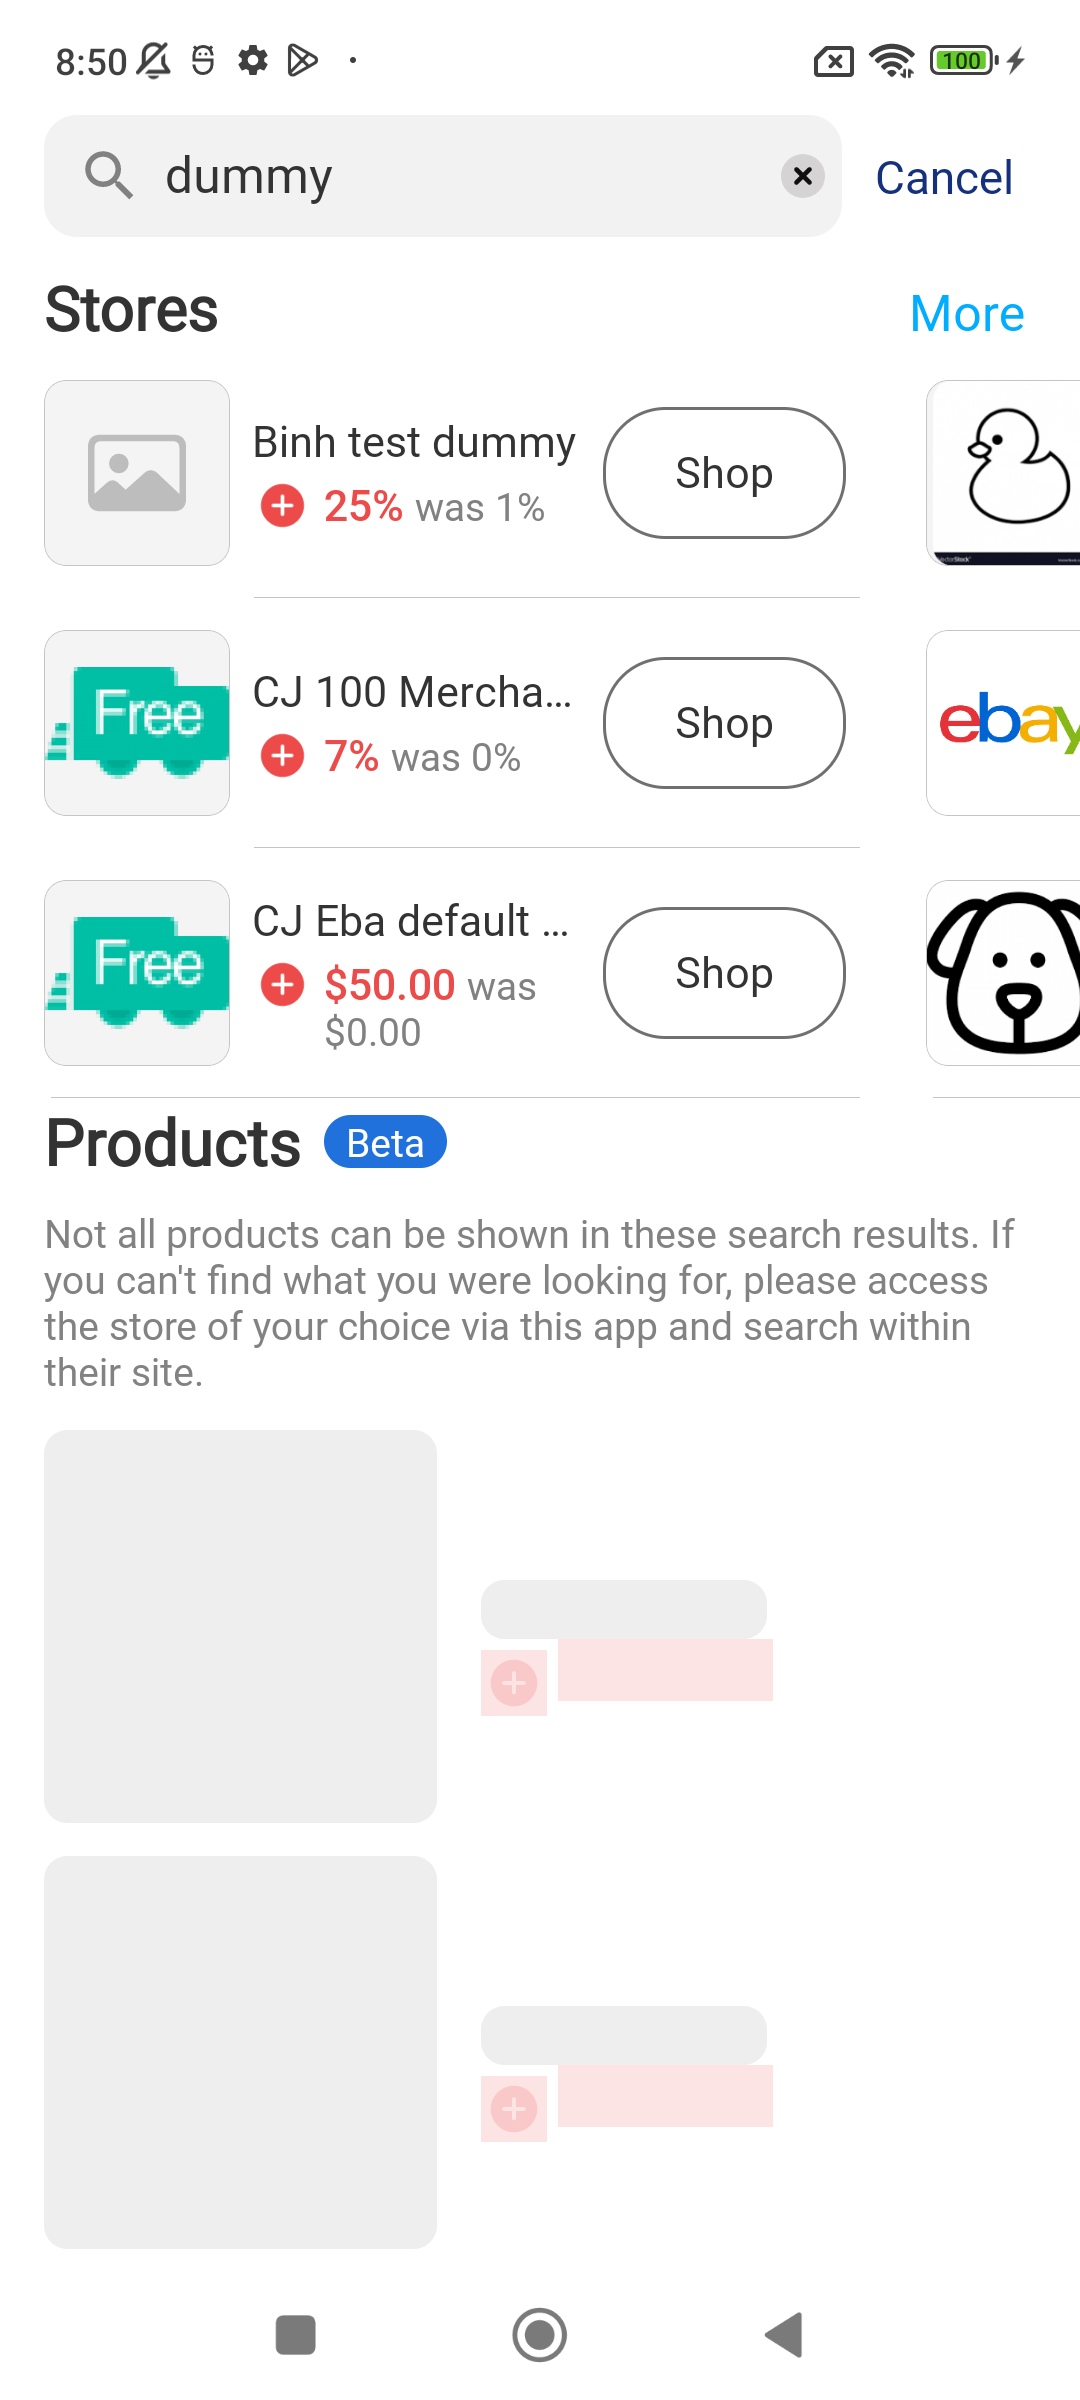 8:50
100
dummy
Cancel
Stores
More
Binh test dummy
25% was 1%
Shop
Free
CJ 100 Mercha...
7% was 0%
Shop
ebay
Free
CJ Eba default ...
$50.00 was
$0.00
Shop
Products
Beta
Not all products can be shown in these search results. If
you can't find what you were looking for, please access
the store of your choice via this app and search within
their site.